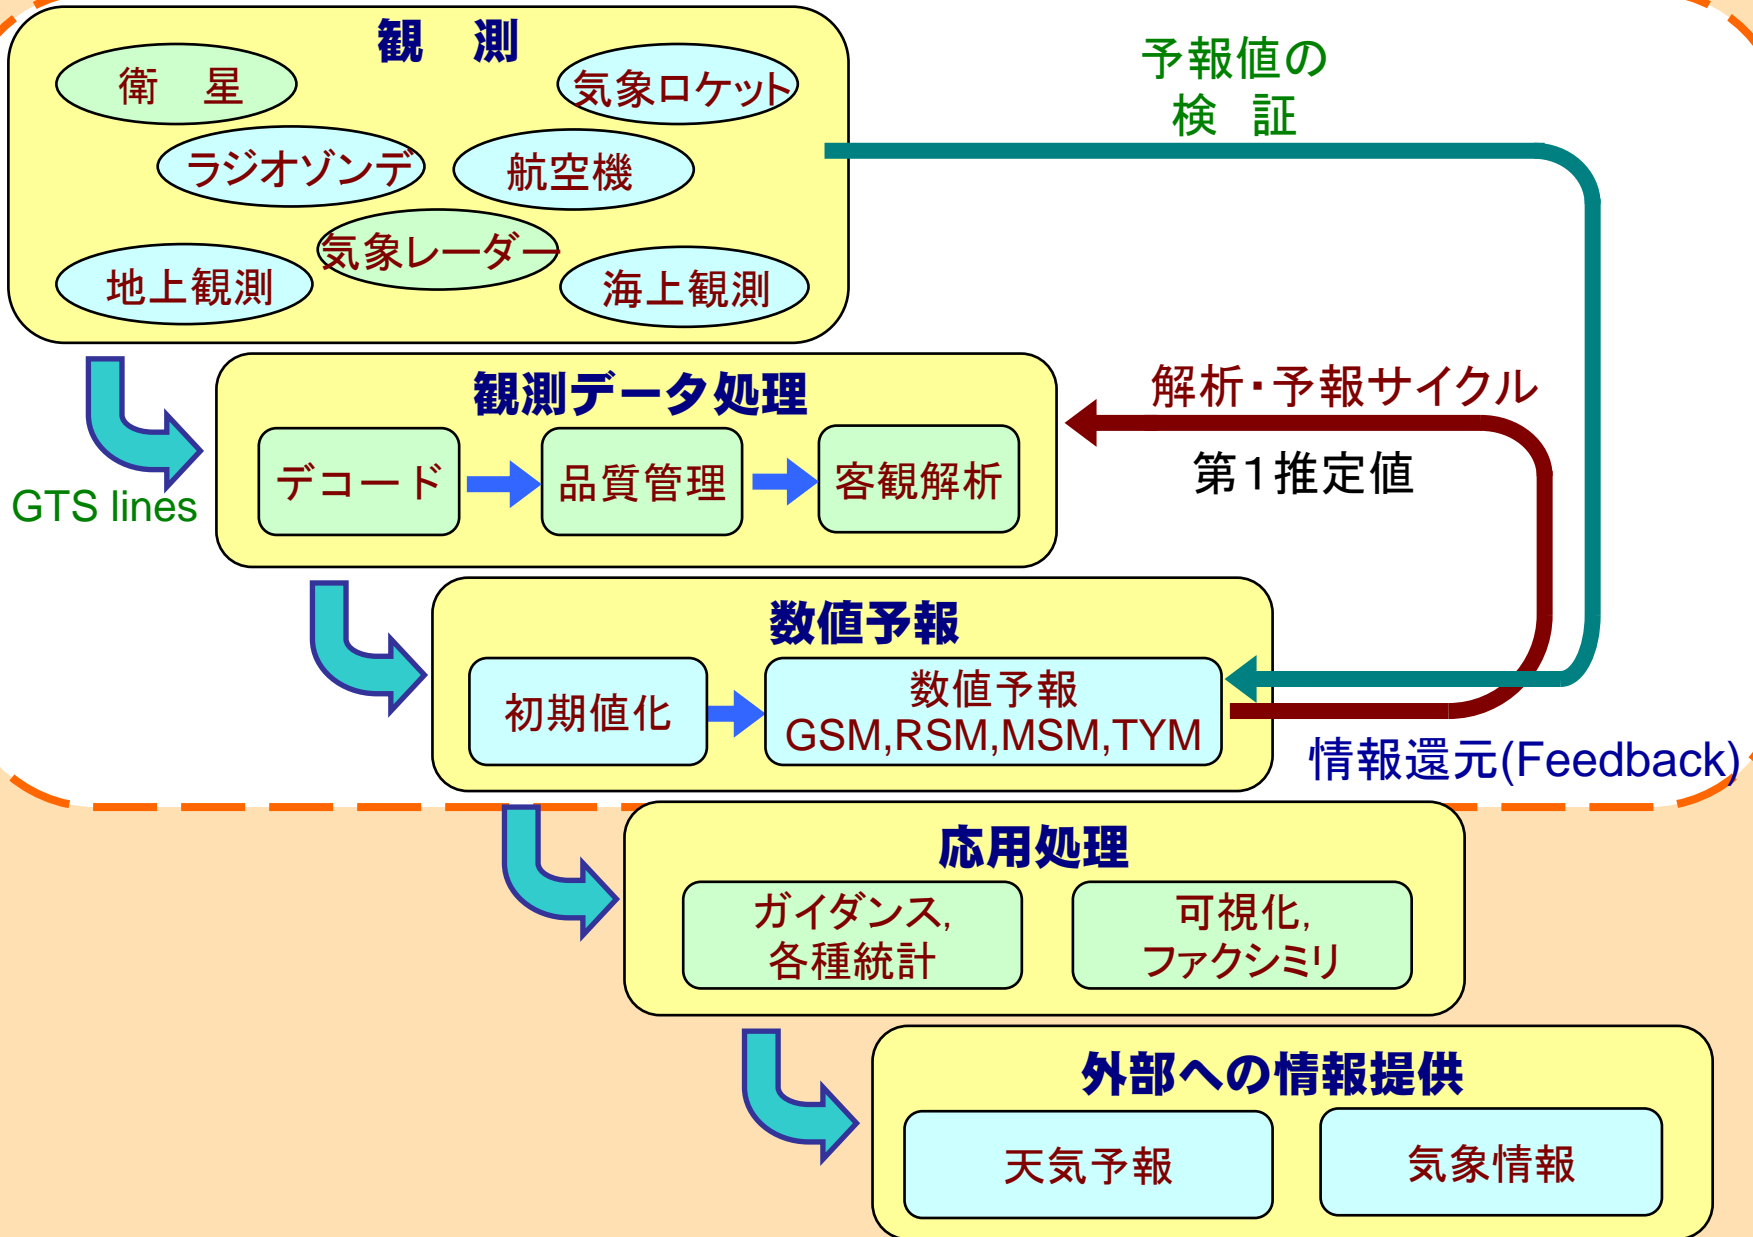 観　測
衛　星
気象ロケット
ラジオゾンデ
航空機
気象レーダー
地上観測
海上観測
予報値の
検　証
GTS lines
観測データ処理
デコード
品質管理
客観解析
解析・予報サイクル
第1推定値
数値予報
初期値化
数値予報
GSM,RSM,MSM,TYM
情報還元(Feedback)
応用処理
ガイダンス,
各種統計
可視化,
ファクシミリ
外部への情報提供
天気予報
気象情報